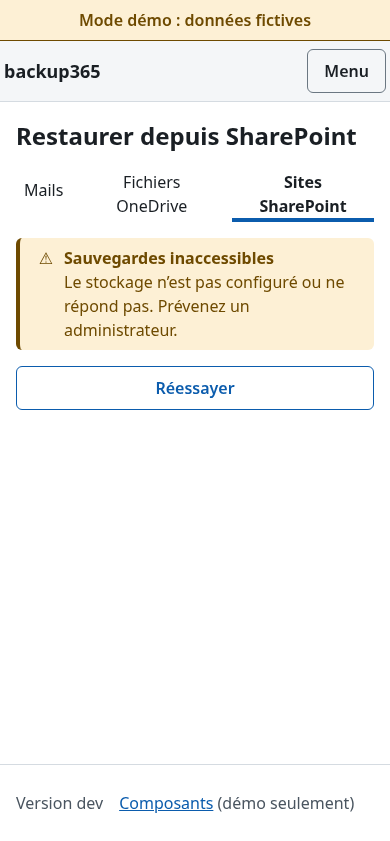 Mode démo : données fictives
backup365
Menu
Restaurer depuis SharePoint
Mails
Fichiers
OneDrive
Sites
SharePoint
⚠ Sauvegardes inaccessibles
Le stockage n’est pas configuré ou ne
répond pas. Prévenez un
administrateur.
Réessayer
Version dev Composants (démo seulement)